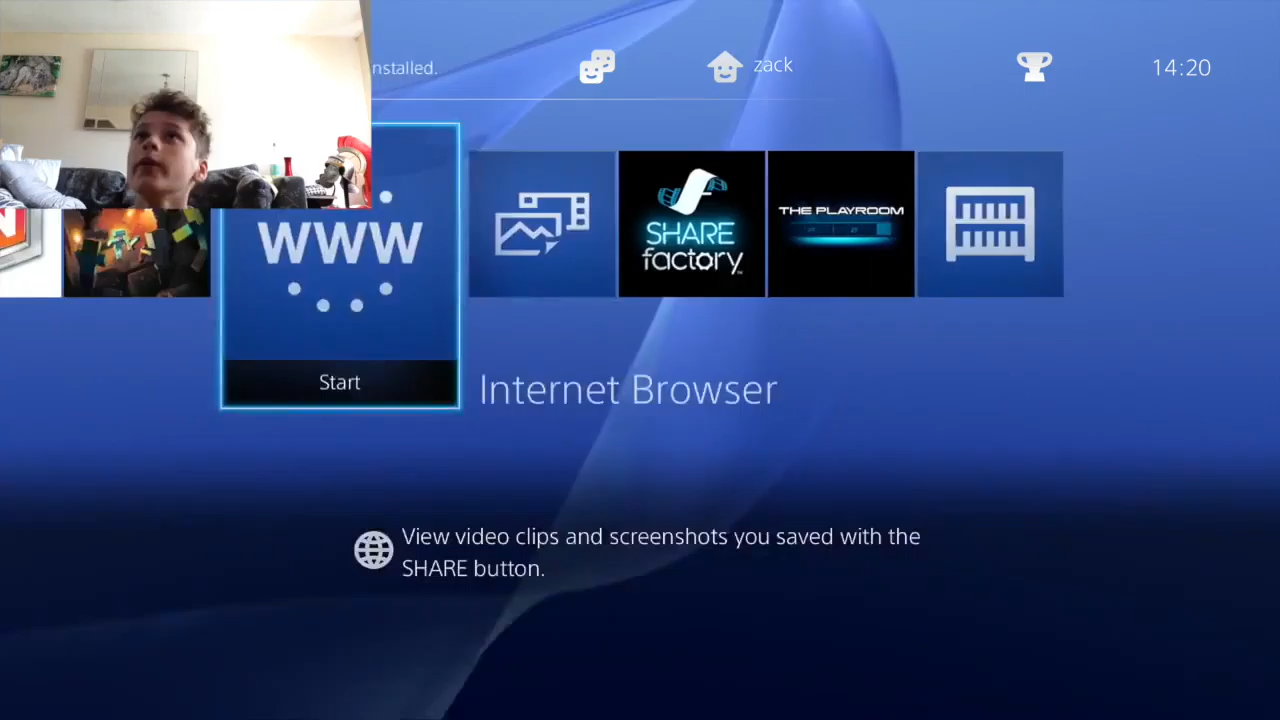 nstalled.
zack
14:20
WWW
SHARE
factory™
THE PLAYROOM
Start
Internet Browser
View video clips and screenshots you saved with the
SHARE button.